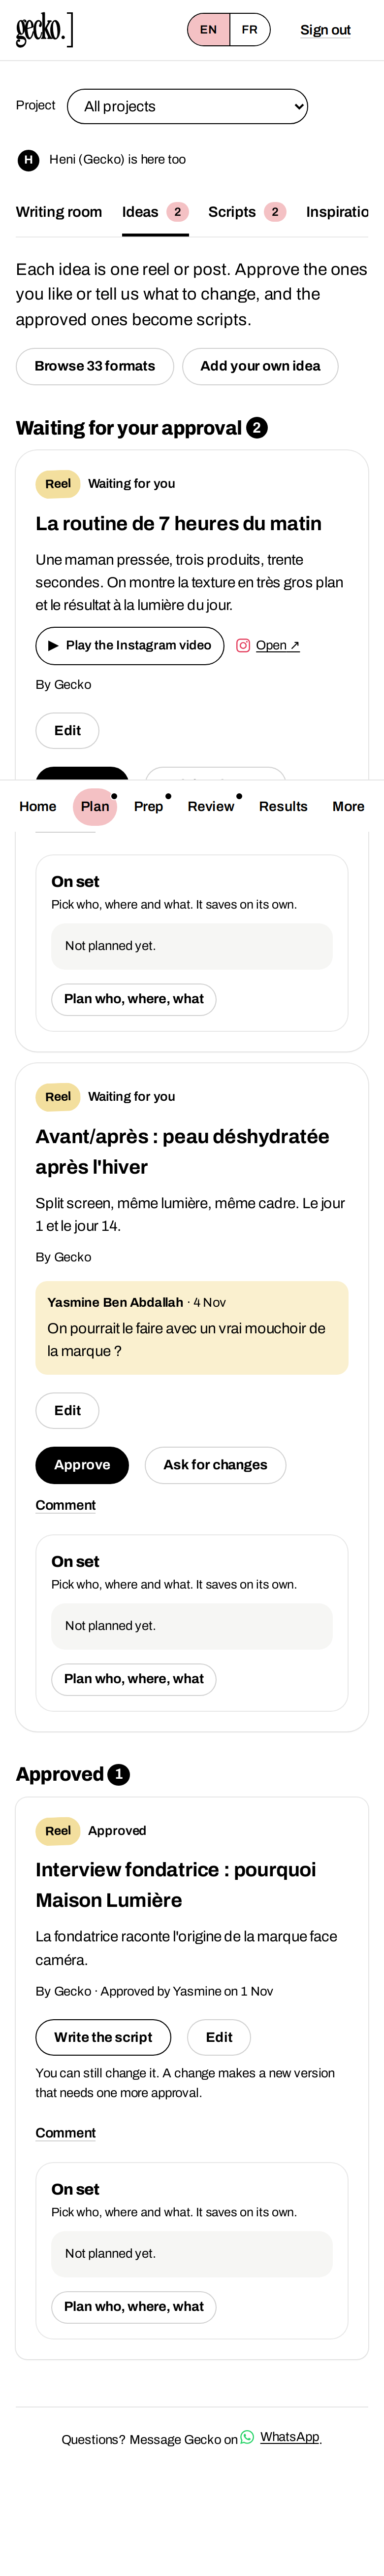 gecko.]
EN FR Sign out
Project All projects
H Heni (Gecko) is here too
Writing room Ideas 2 Scripts 2 Inspiratio
Each idea is one reel or post. Approve the ones
you like or tell us what to change, and the
approved ones become scripts.
Browse 33 formats Add your own idea
Waiting for your approval 2
Reel Waiting for you
La routine de 7 heures du matin
Une maman pressée, trois produits, trente
secondes. On montre la texture en très gros plan
et le résultat à la lumière du jour.
▶ Play the Instagram video Open ↗
By Gecko
Edit
Home Plan Prep Review Results More
On set
Pick who, where and what. It saves on its own.
Not planned yet.
Plan who, where, what
Reel Waiting for you
Avant/après : peau déshydratée
après l'hiver
Split screen, même lumière, même cadre. Le jour
1 et le jour 14.
By Gecko
Yasmine Ben Abdallah · 4 Nov
On pourrait le faire avec un vrai mouchoir de
la marque ?
Edit
Approve Ask for changes
Comment
On set
Pick who, where and what. It saves on its own.
Not planned yet.
Plan who, where, what
Approved 1
Reel Approved
Interview fondatrice : pourquoi
Maison Lumière
La fondatrice raconte l'origine de la marque face
caméra.
By Gecko · Approved by Yasmine on 1 Nov
Write the script Edit
You can still change it. A change makes a new version
that needs one more approval.
Comment
On set
Pick who, where and what. It saves on its own.
Not planned yet.
Plan who, where, what
Questions? Message Gecko on WhatsApp.